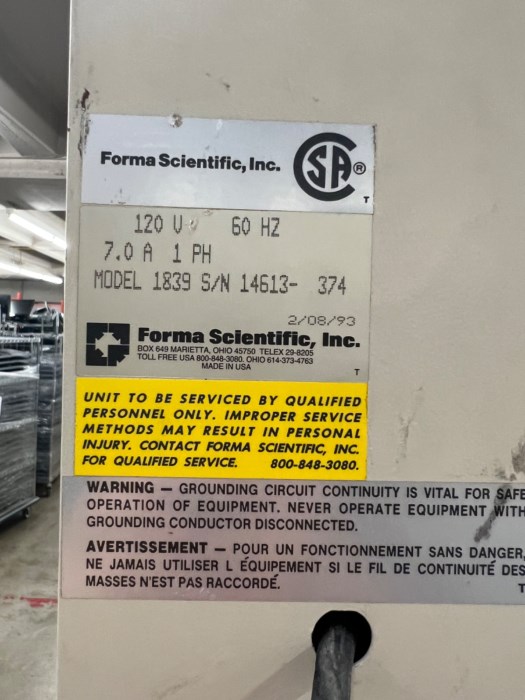 Forma Scientific, Inc.
SA ®
T
120 V 60 HZ
7.0 A 1 PH
MODEL 1839 S/N 14613- 374
2/08/93
Forma Scientific, Inc.
BOX 649 MARIETTA, OHIO 45750 TELEX 29-8205
TOLL FREE USA 800-848-3080. OHIO 614-373-4763
MADE IN USA
T
UNIT TO BE SERVICED BY QUALIFIED
PERSONNEL ONLY. IMPROPER SERVICE
METHODS MAY RESULT IN PERSONAL
INJURY. CONTACT FORMA SCIENTIFIC, INC.
FOR QUALIFIED SERVICE. 800-848-3080.
WARNING — GROUNDING CIRCUIT CONTINUITY IS VITAL FOR SAFE
OPERATION OF EQUIPMENT. NEVER OPERATE EQUIPMENT WITH
GROUNDING CONDUCTOR DISCONNECTED.
AVERTISSEMENT — POUR UN FONCTIONNEMENT SANS DANGER,
NE JAMAIS UTILISER L ÉQUIPEMENT SI LE FIL DE CONTINUITÉ DES
MASSES N'EST PAS RACCORDÉ.
T